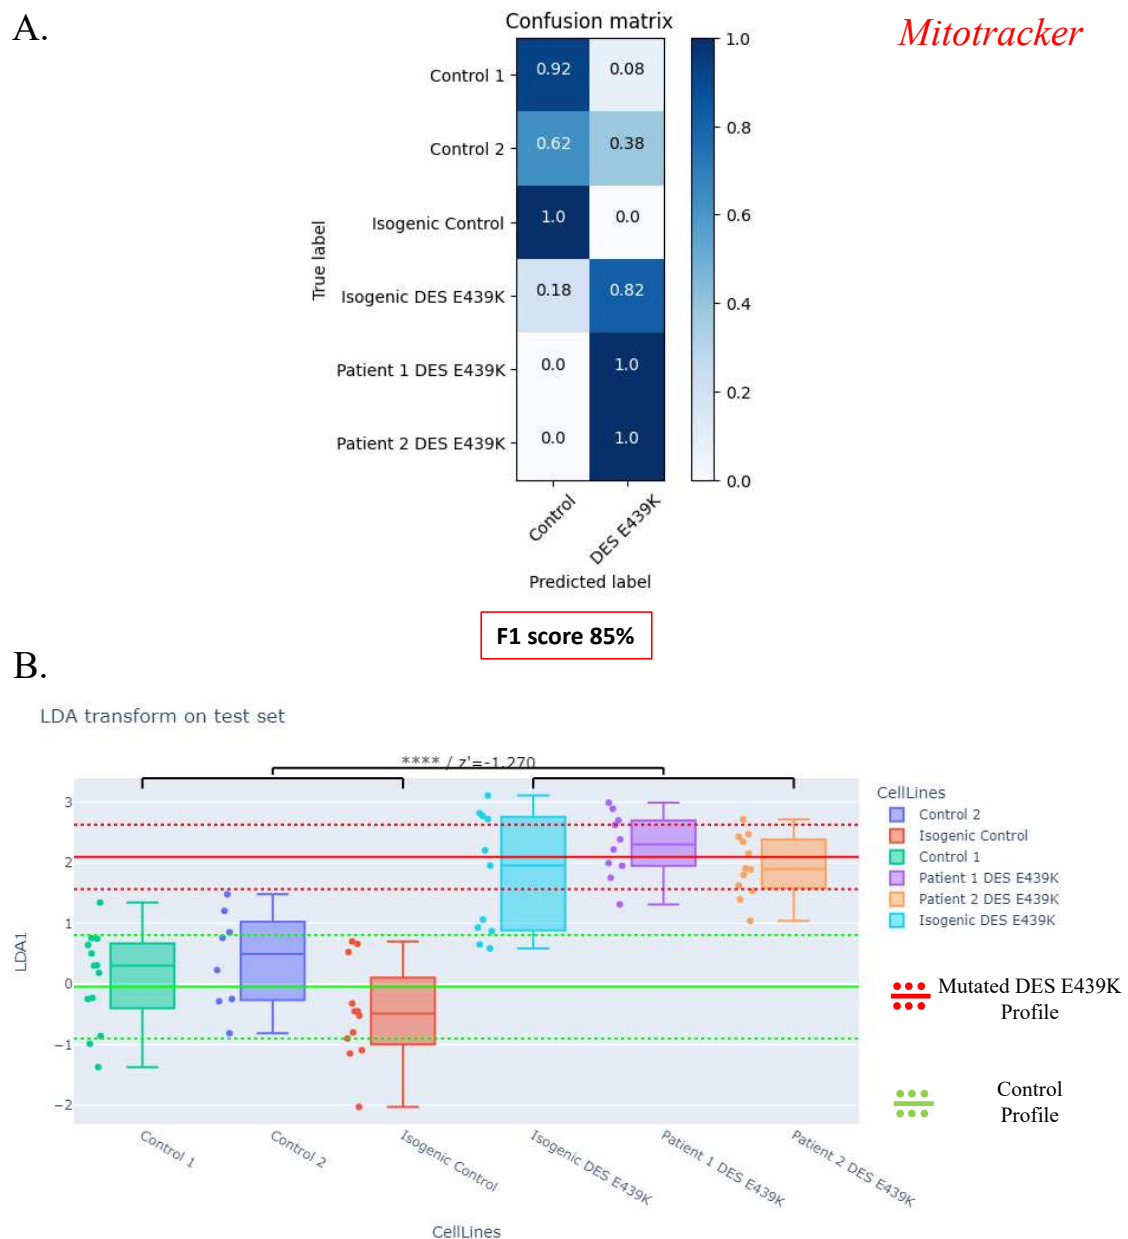 A.
Confusion matrix
Mitotracker
Control 1
0.92
0.08
Control 2
0.62
0.38
Isogenic Control
1.0
0.0
Isogenic DES E439K
0.18
0.82
Patient 1 DES E439K
0.0
1.0
Patient 2 DES E439K
0.0
1.0
True label
1.0
0.8
0.6
0.4
0.2
0.0
Control
DES E439K
Predicted label
F1 score 85%
B.
LDA transform on test set
**** / z'=-1.270
3
2
1
0
−1
−2
LDA1
Control 1
Control 2
Isogenic Control
Isogenic DES E439K
Patient 1 DES E439K
Patient 2 DES E439K
CellLines
CellLines
Control 2
Isogenic Control
Control 1
Patient 1 DES E439K
Patient 2 DES E439K
Isogenic DES E439K
Mutated DES E439K
Profile
Control
Profile